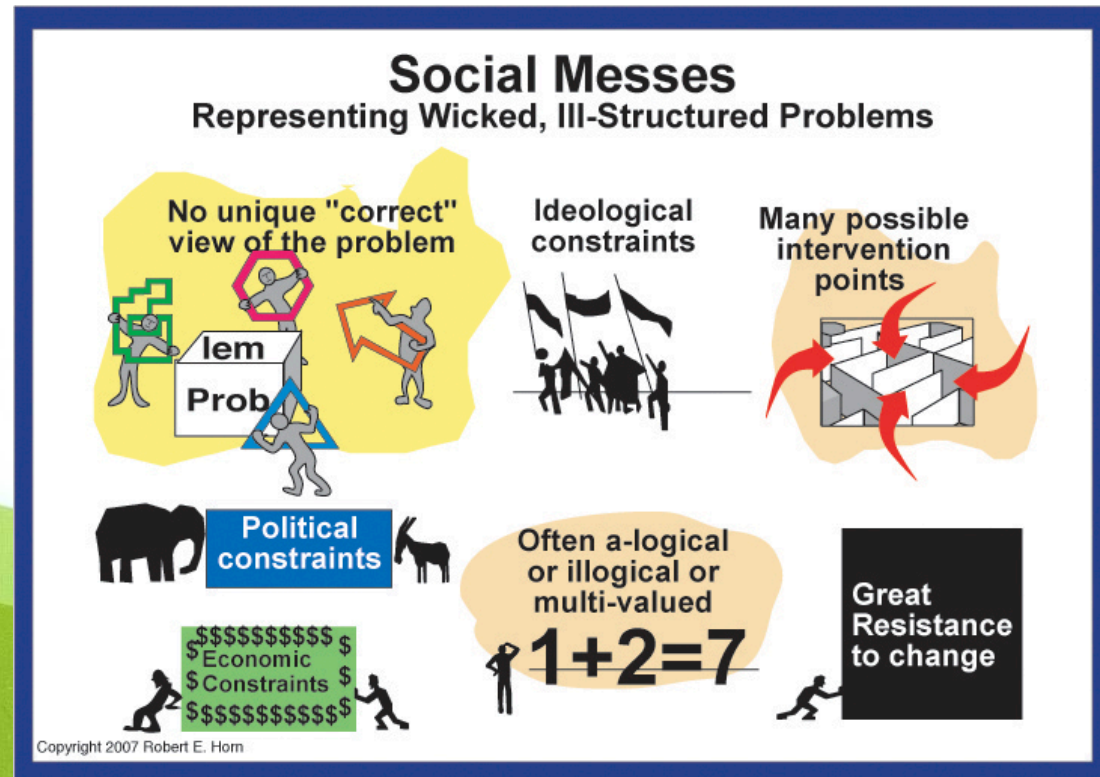 Social Messes
Representing Wicked, Ill-Structured Problems
No unique "correct"
view of the problem
lem
Prob
Ideological
constraints
Many possible
intervention
points
Political
constraints
Often a-logical
or illogical or
multi-valued
1+2=7
Great
Resistance
to change
$$$$$$$$$$ $
$ Economic
$ Constraints $
$$$$$$$$$$$
Copyright 2007 Robert E. Horn